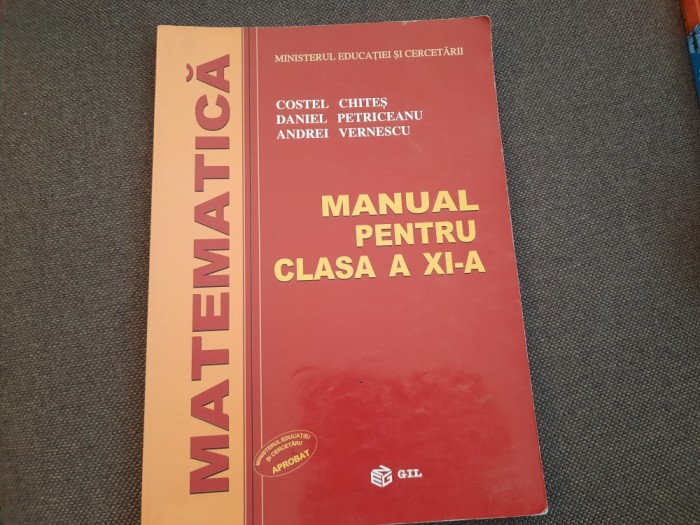 MATEMATICĂ
MINISTERUL EDUCAȚIEI ȘI CERCETĂRII
COSTEL CHITEȘ
DANIEL PETRICEANU
ANDREI VERNESCU
MANUAL
PENTRU
CLASA A XI-A
MINISTERUL EDUCAȚIEI
ȘI CERCETĂRII
APROBAT
GIL